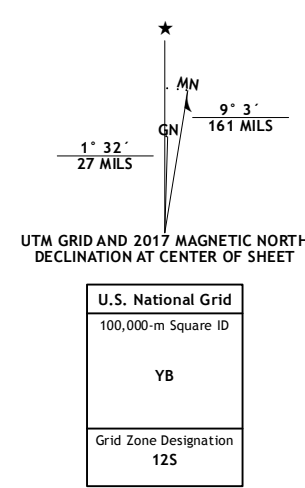 ★
MN
GN
9° 3´
161 MILS
1° 32´
27 MILS
UTM GRID AND 2017 MAGNETIC NORTH
DECLINATION AT CENTER OF SHEET
U.S. National Grid
100,000-m Square ID
YB
Grid Zone Designation
12S